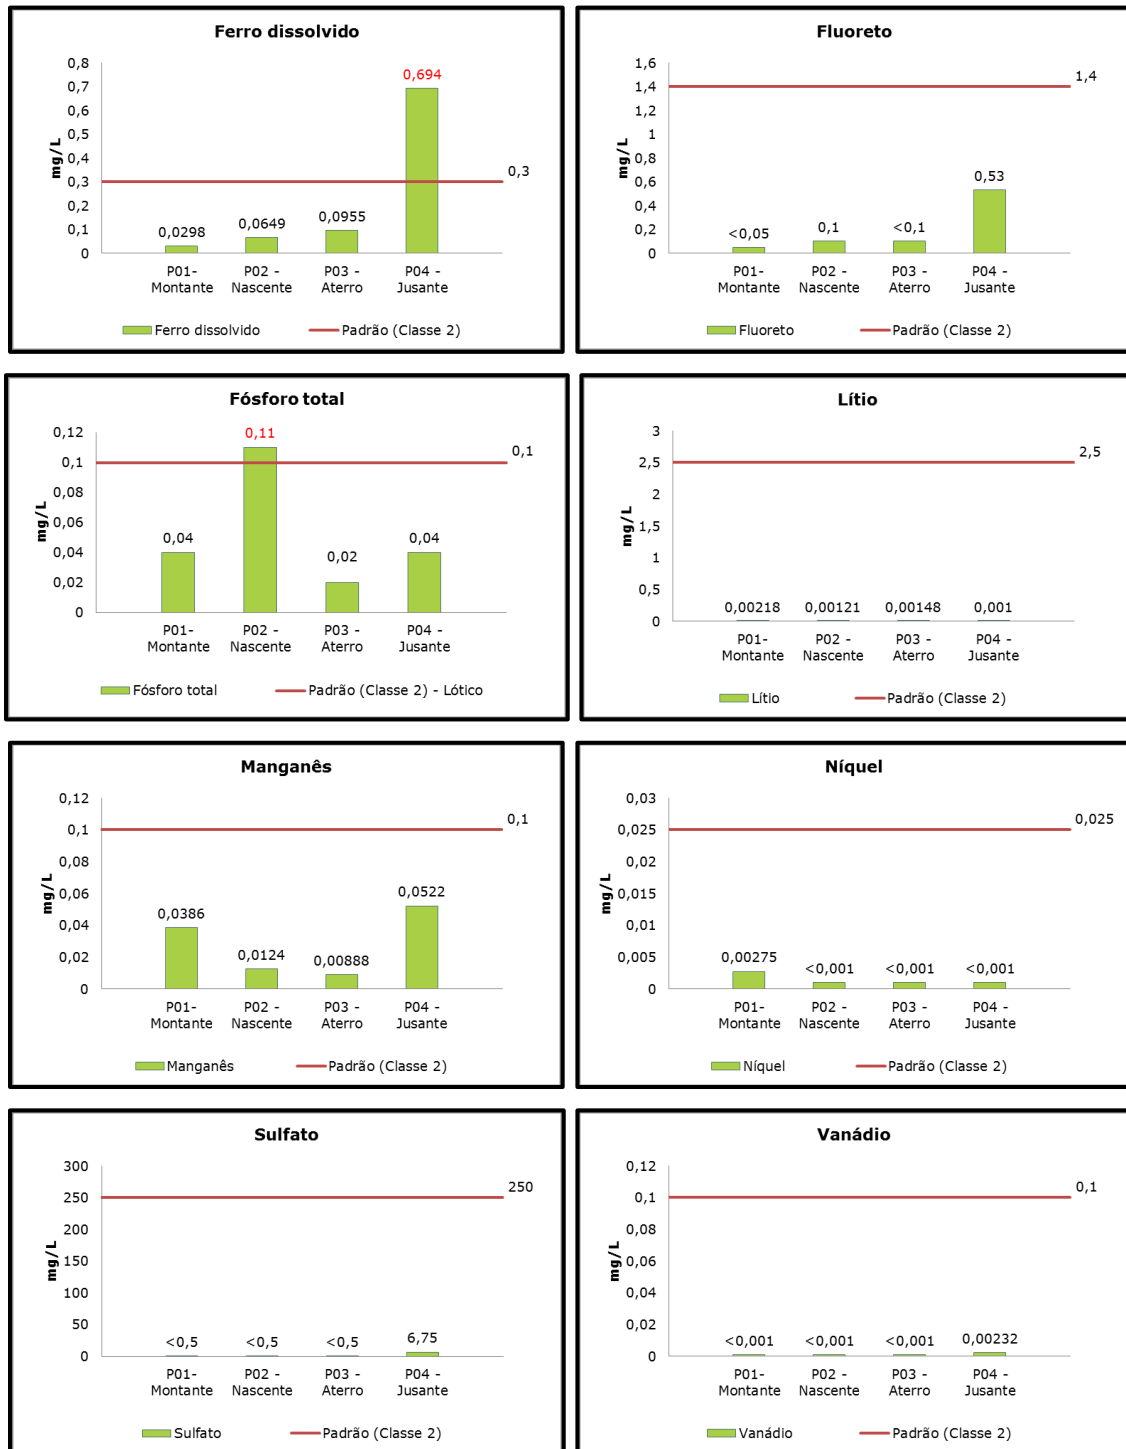 Ferro dissolvido
0,8
0,7
0,6
0,5
0,4
0,3
0,2
0,1
0
mg/L
0,694
0,3
0,0298
0,0649
0,0955
P01-
Montante
P02 -
Nascente
P03 -
Aterro
P04 -
Jusante
Ferro dissolvido
Padrão (Classe 2)
Fluoreto
1,6
1,4
1,2
1
0,8
0,6
0,4
0,2
0
mg/L
1,4
<0,05
0,1
<0,1
0,53
P01-
Montante
P02 -
Nascente
P03 -
Aterro
P04 -
Jusante
Fluoreto
Padrão (Classe 2)
Fósforo total
0,12
0,1
0,08
0,06
0,04
0,02
0
mg/L
0,11
0,1
0,04
0,02
0,04
P01-
Montante
P02 -
Nascente
P03 -
Aterro
P04 -
Jusante
Fósforo total
Padrão (Classe 2) - Lótico
Lítio
3
2,5
2
1,5
1
0,5
0
mg/L
2,5
0,00218
0,00121
0,00148
0,001
P01-
Montante
P02 -
Nascente
P03 -
Aterro
P04 -
Jusante
Lítio
Padrão (Classe 2)
Manganês
0,12
0,1
0,08
0,06
0,04
0,02
0
mg/L
0,1
0,0386
0,0124
0,00888
0,0522
P01-
Montante
P02 -
Nascente
P03 -
Aterro
P04 -
Jusante
Manganês
Padrão (Classe 2)
Níquel
0,03
0,025
0,02
0,015
0,01
0,005
0
mg/L
0,025
0,00275
<0,001
<0,001
<0,001
P01-
Montante
P02 -
Nascente
P03 -
Aterro
P04 -
Jusante
Níquel
Padrão (Classe 2)
Sulfato
300
250
200
150
100
50
0
mg/L
250
<0,5
<0,5
<0,5
6,75
P01-
Montante
P02 -
Nascente
P03 -
Aterro
P04 -
Jusante
Sulfato
Padrão (Classe 2)
Vanádio
0,12
0,1
0,08
0,06
0,04
0,02
0
mg/L
0,1
<0,001
<0,001
<0,001
0,00232
P01-
Montante
P02 -
Nascente
P03 -
Aterro
P04 -
Jusante
Vanádio
Padrão (Classe 2)